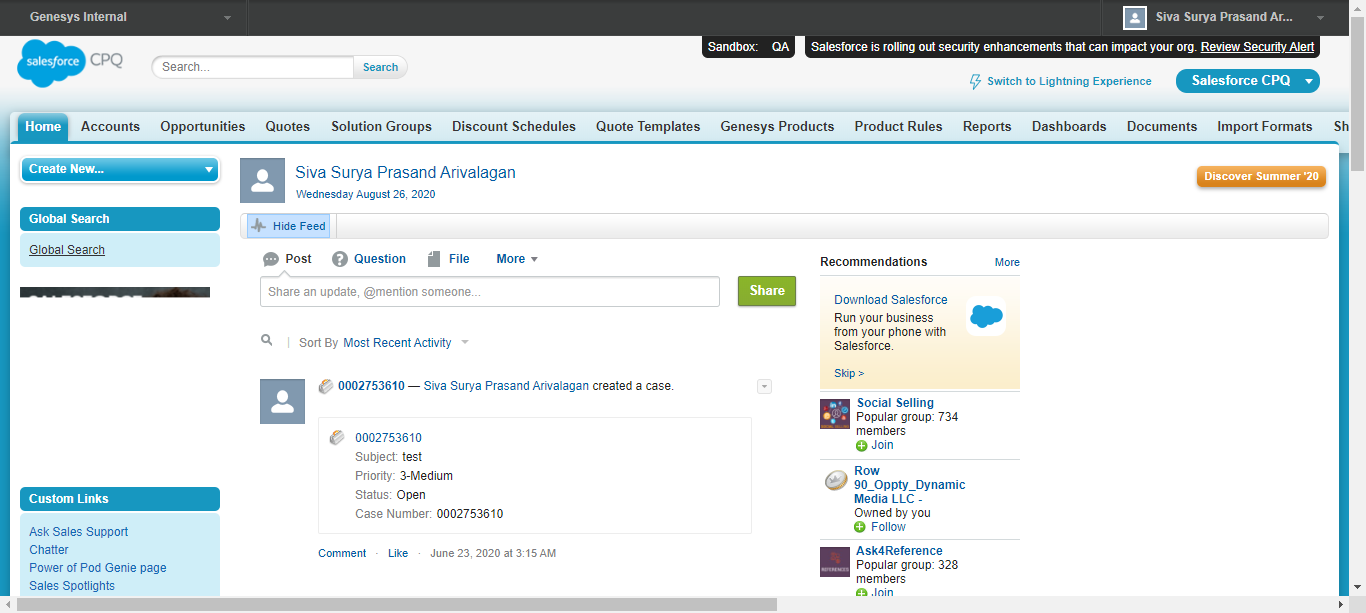 Genesys Internal
Siva Surya Prasand Ar...
salesforce CPQ
Search...
Search
Sandbox: QA
Salesforce is rolling out security enhancements that can impact your org. Review Security Alert
Switch to Lightning Experience
Salesforce CPQ
Home Accounts Opportunities Quotes Solution Groups Discount Schedules Quote Templates Genesys Products Product Rules Reports Dashboards Documents Import Formats Sh
Create New...
Global Search
Global Search
Custom Links
Ask Sales Support
Chatter
Power of Pod Genie page
Sales Spotlights
Siva Surya Prasand Arivalagan
Wednesday August 26, 2020
Discover Summer '20
Hide Feed
Post Question File More
Share an update, @mention someone...
Share
Sort By Most Recent Activity
0002753610 — Siva Surya Prasand Arivalagan created a case.
0002753610
Subject: test
Priority: 3-Medium
Status: Open
Case Number: 0002753610
Comment · Like · June 23, 2020 at 3:15 AM
Recommendations More
Download Salesforce
Run your business
from your phone with
Salesforce.
Skip >
Social Selling
Popular group: 734
members
Join
Row
90_Oppty_Dynamic
Media LLC -
Owned by you
Follow
Ask4Reference
Popular group: 328
members
Join